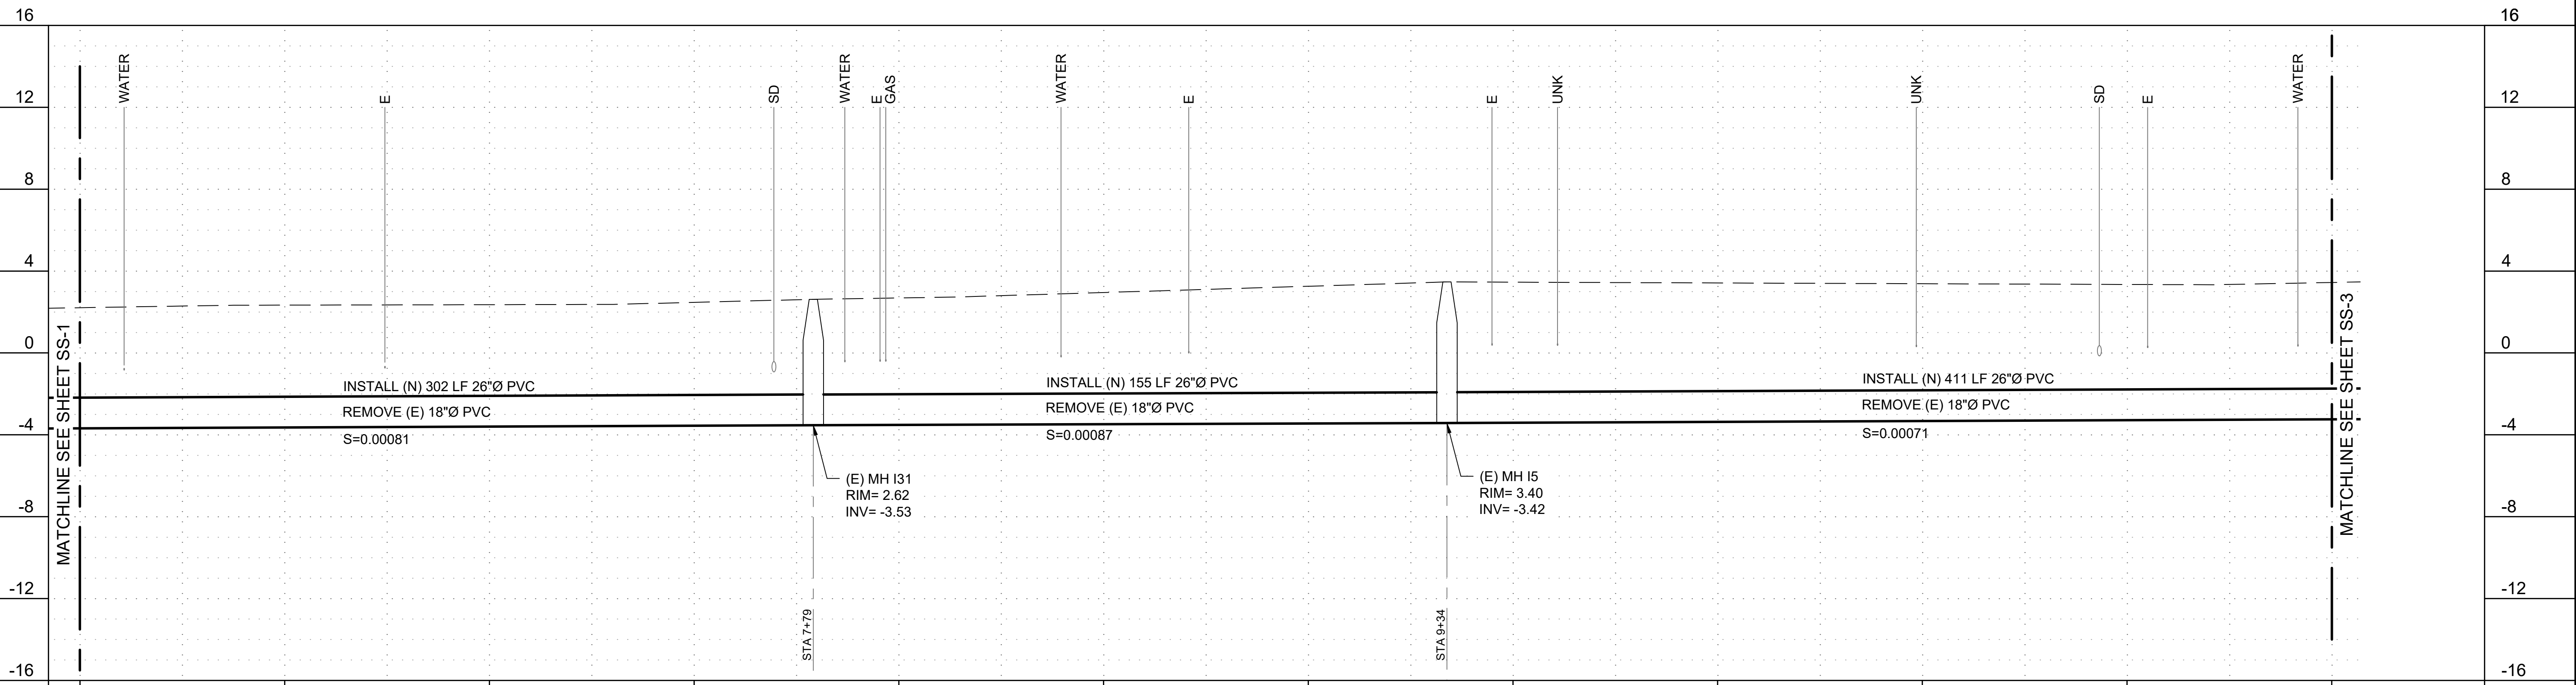 16
16
WATER
E
SD
WATER
E
GAS
WATER
E
E
UNK
UNK
SD
E
WATER
12
12
8
8
4
4
0
0
-4
-4
-8
-8
-12
-12
-16
-16
MATCHLINE SEE SHEET SS-1
INSTALL (N) 302 LF 26"Ø PVC
REMOVE (E) 18"Ø PVC
S=0.00081
(E) MH I31
RIM= 2.62
INV= -3.53
STA 7+79
INSTALL (N) 155 LF 26"Ø PVC
REMOVE (E) 18"Ø PVC
S=0.00087
(E) MH I5
RIM= 3.40
INV= -3.42
STA 9+34
INSTALL (N) 411 LF 26"Ø PVC
REMOVE (E) 18"Ø PVC
S=0.00071
MATCHLINE SEE SHEET SS-3